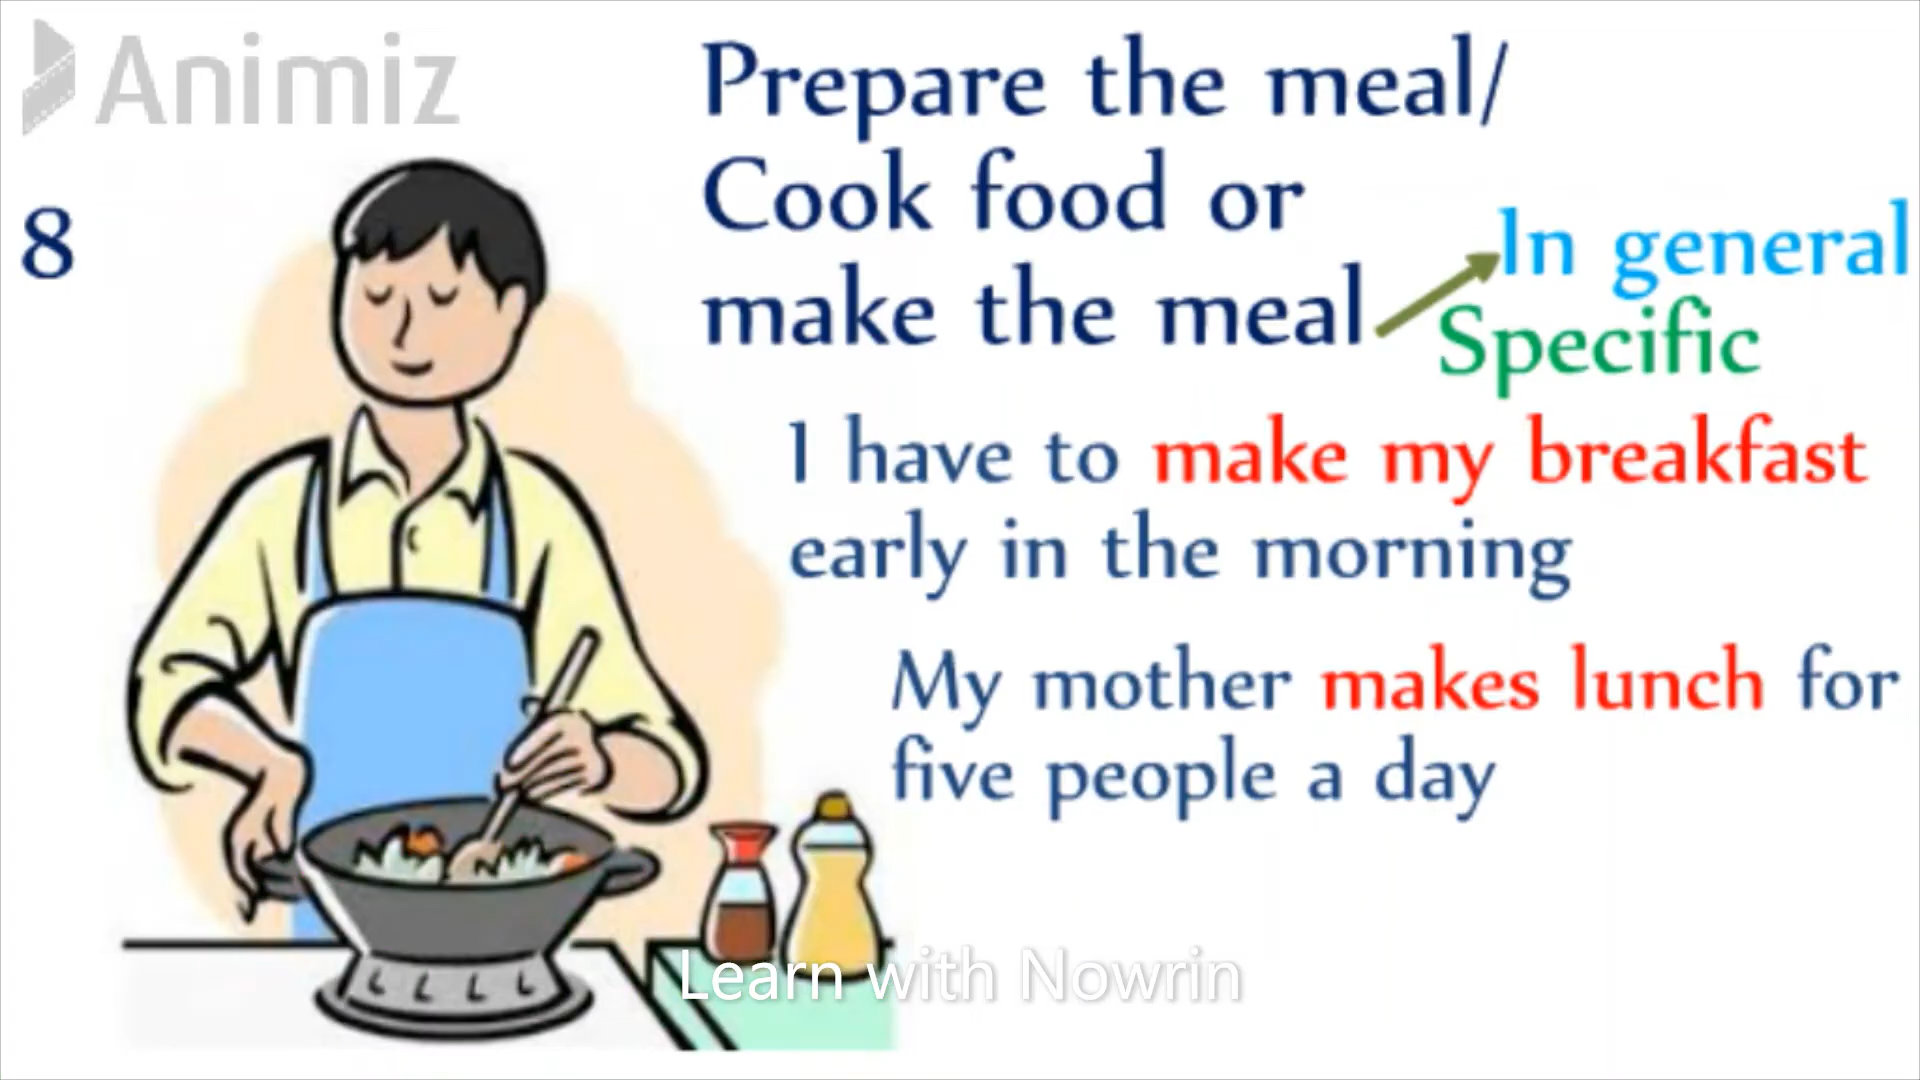 Animiz
8
Prepare the meal/
Cook food or
make the meal
In general
Specific
I have to make my breakfast
early in the morning
My mother makes lunch for
five people a day
Learn with Nowrin